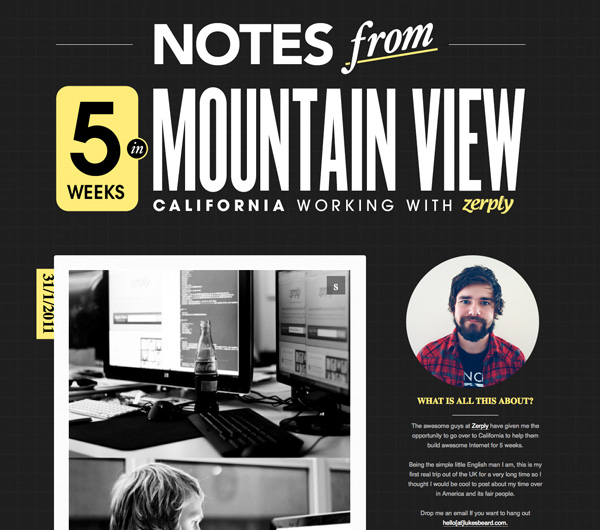 NOTES from
5 WEEKS in
MOUNTAIN VIEW
CALIFORNIA WORKING WITH zerply
31/1/2011
S
WHAT IS ALL THIS ABOUT?
The awesome guys at Zerply have given me the
opportunity to go over to California to help them
build awesome Internet for 5 weeks.
Being the simple little English man I am, this is my
first real trip out of the UK for a very long time so I
thought I would be cool to post about my time over
in America and its fair people.
Drop me an email If you want to hang out
hello[at]lukesbeard.com.